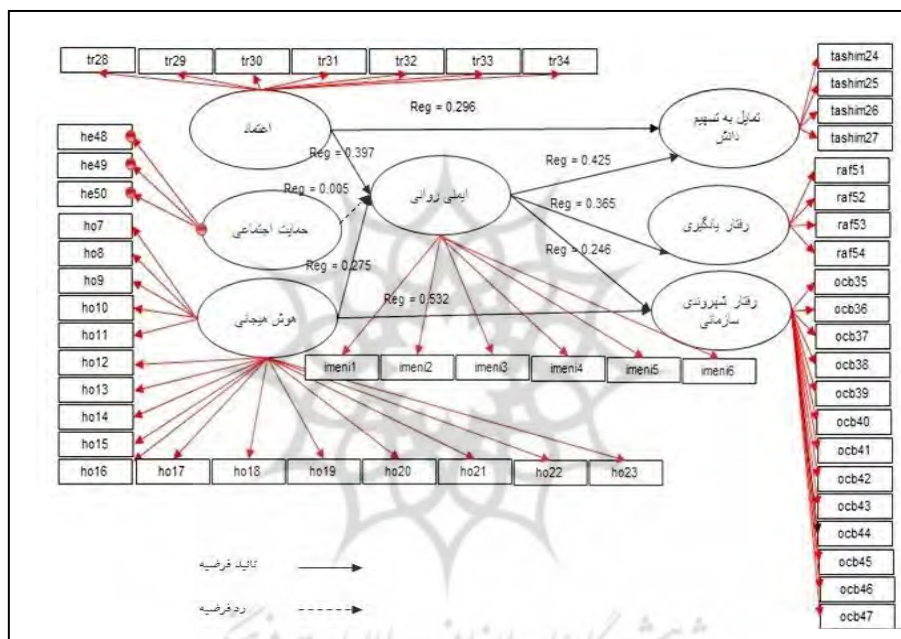 tr28 tr29 tr30 tr31 tr32 tr33 tr34
tashim24
tashim25
tashim26
tashim27
Reg = 0.296
اعتماد
تمایل به تسهیم
دانش
he48
he49
he50
Reg = 0.397
Reg = 0.005
Reg = 0.425
Reg = 0.365
Reg = 0.246
ایملی روانی
حمایت اجتماعی
raf51
raf52
raf53
raf54
رفتار یادگیری
ho7
ho8
ho9
ho10
ho11
ho12
ho13
ho14
ho15
Reg = 0.275
Reg = 0.532
هوش هیجانی
رفتار شهروندی
سازمانی
ocb35
ocb36
ocb37
ocb38
ocb39
ocb40
ocb41
ocb42
ocb43
ocb44
ocb45
ocb46
ocb47
imeni1 imeni2 imeni3 imeni4 imeni5 imeni6
ho16 ho17 ho18 ho19 ho20 ho21 ho22 ho23
تائید فرضیه
رد فرضیه